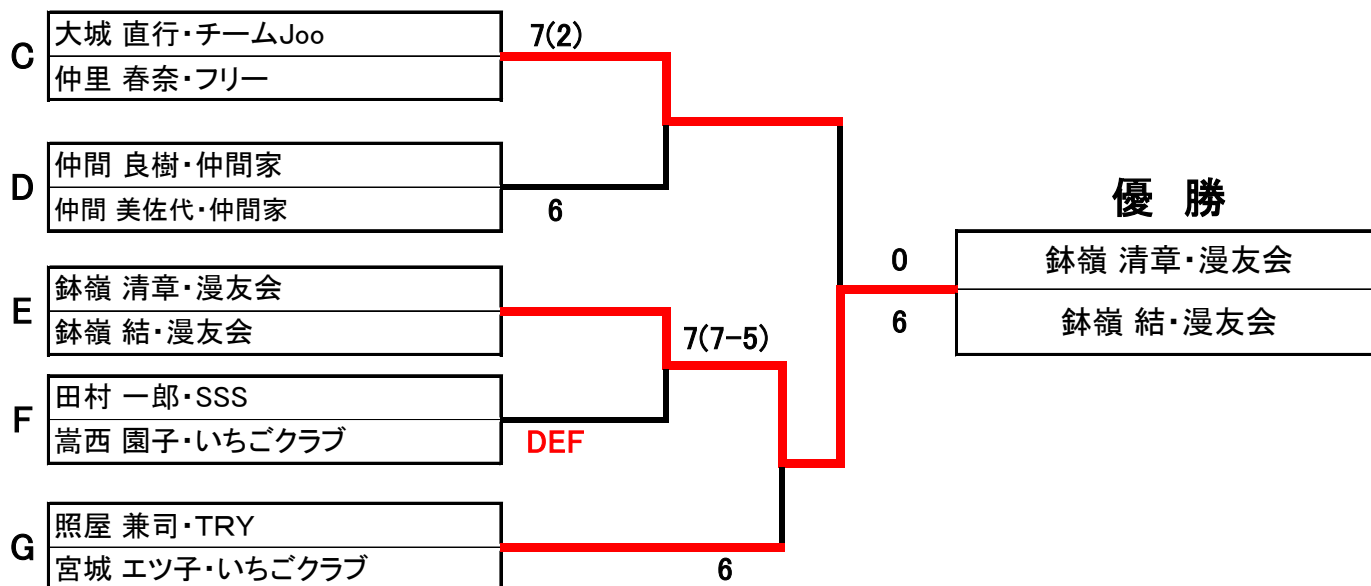 C
大城 直行・チームJoo
仲里 春奈・フリー
7(2)
D
仲間 良樹・仲間家
仲間 美佐代・仲間家
6
E
鉢嶺 清章・漫友会
鉢嶺 結・漫友会
7(7-5)
F
田村 一郎・SSS
嵩西 園子・いちごクラブ
DEF
G
照屋 兼司・TRY
宮城 エツ子・いちごクラブ
6
0
6
優 勝
鉢嶺 清章・漫友会
鉢嶺 結・漫友会